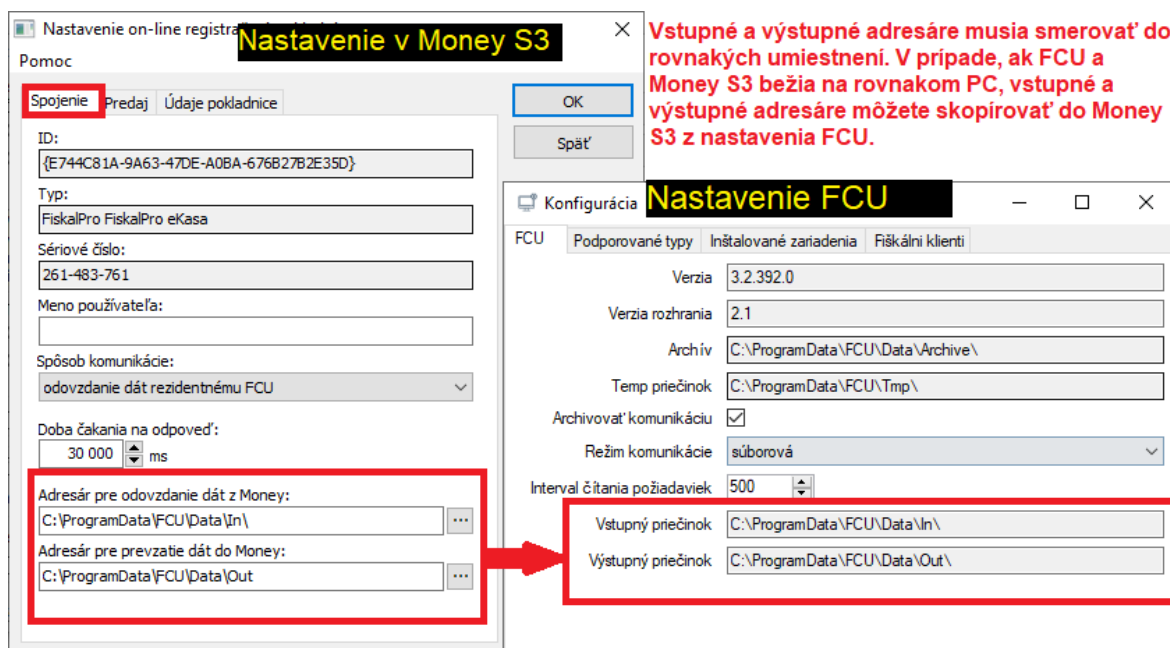 Nastavenie on-line registra
Nastavenie v Money S3
Pomoc
Spojenie
Predaj
Údaje pokladnice
OK
Späť
ID:
{E744C81A-9A63-47DE-A0BA-676B27B2E35D}
Typ:
FiskalPro FiskalPro eKasa
Sériové číslo:
261-483-761
Meno používateľa:
Spôsob komunikácie:
odovzdanie dát rezidentnému FCU
Doba čakania na odpoveď:
30 000 ms
Adresár pre odovzdanie dát z Money:
C:\ProgramData\FCU\Data\In\
...
Adresár pre prevzatie dát do Money:
C:\ProgramData\FCU\Data\Out
...
Vstupné a výstupné adresáre musia smerovať do
rovnakých umiestnení. V prípade, ak FCU a
Money S3 bežia na rovnakom PC, vstupné a
výstupné adresáre môžete skopírovať do Money
S3 z nastavenia FCU.
Konfigurácia
Nastavenie FCU
FCU
Podporované typy
Inštalované zariadenia
Fiškálni klienti
Verzia 3.2.392.0
Verzia rozhrania 2.1
Archív C:\ProgramData\FCU\Data\Archive\
Temp priečinok C:\ProgramData\FCU\Tmp\
Archivovať komunikáciu
Režim komunikácie súborová
Interval čítania požiadaviek 500
Vstupný priečinok C:\ProgramData\FCU\Data\In\
Výstupný priečinok C:\ProgramData\FCU\Data\Out\